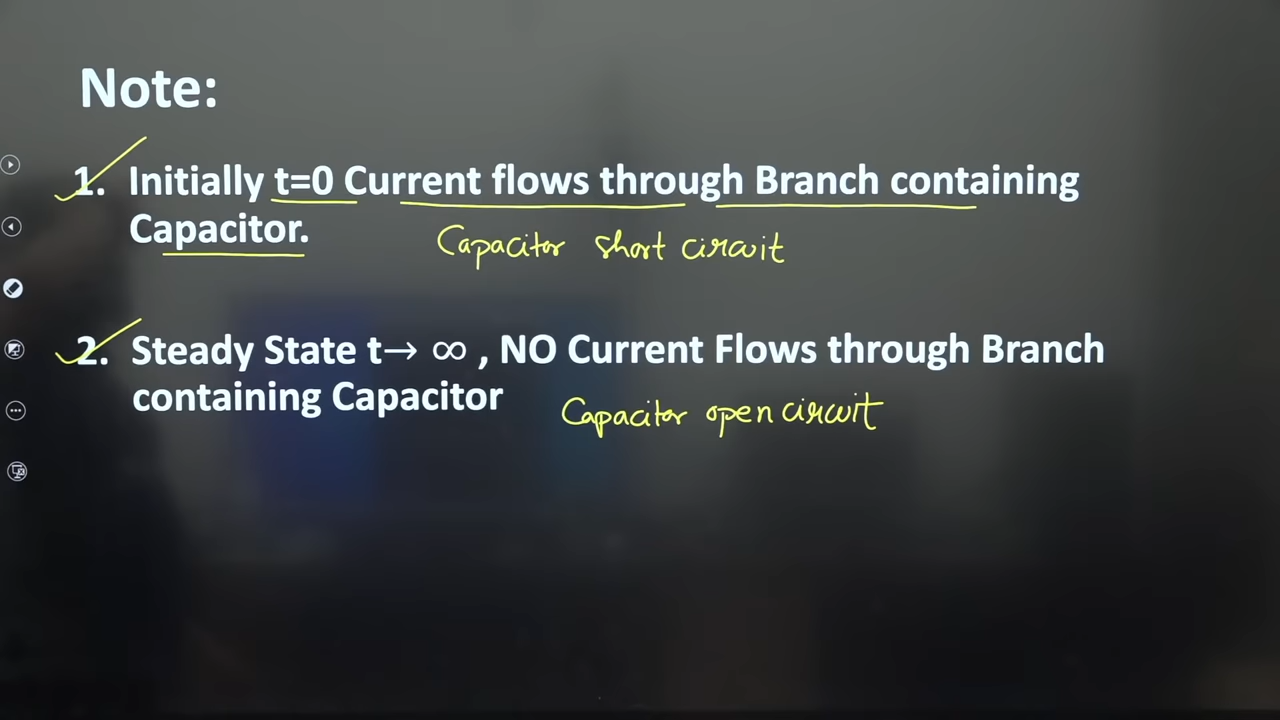 Note:
1. Initially t=0 Current flows through Branch containing
Capacitor.
Capacitor short circuit
2. Steady State t→ ∞ , NO Current Flows through Branch
containing Capacitor
Capacitor open circuit